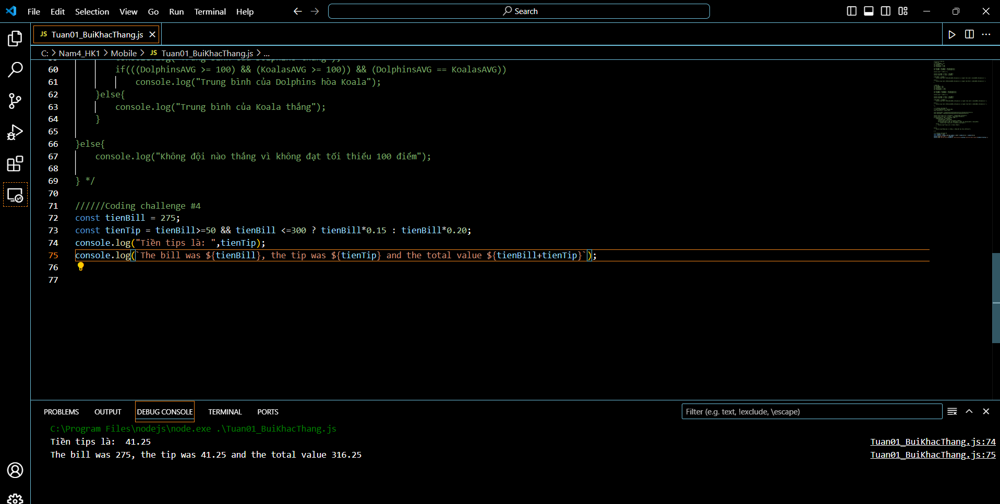 File Edit Selection View Go Run Terminal Help
Search
JS Tuan01_BuiKhacThang.js
C: > Nam4_HK1 > Mobile > JS Tuan01_BuiKhacThang.js > ...
60 if(((DolphinsAVG >= 100) && (KoalasAVG >= 100)) && (DolphinsAVG == KoalasAVG))
61 console.log("Trung bình của Dolphins hòa Koala");
62 }else{
63 console.log("Trung bình của Koala thắng");
64 }
65
66 }else{
67 console.log("Không đội nào thắng vì không đạt tối thiểu 100 điểm");
68
69 } */
70
71 //////Coding challenge #4
72 const tienBill = 275;
73 const tienTip = tienBill>=50 && tienBill <=300 ? tienBill*0.15 : tienBill*0.20;
74 console.log("Tiền tips là: ",tienTip);
75 console.log(`The bill was ${tienBill}, the tip was ${tienTip} and the total value ${tienBill+tienTip}`);
76
77
PROBLEMS OUTPUT DEBUG CONSOLE TERMINAL PORTS
Filter (e.g. text, !exclude, \escape)
C:\Program Files\nodejs\node.exe .\Tuan01_BuiKhacThang.js
Tiền tips là:  41.25 Tuan01_BuiKhacThang.js:74
The bill was 275, the tip was 41.25 and the total value 316.25 Tuan01_BuiKhacThang.js:75